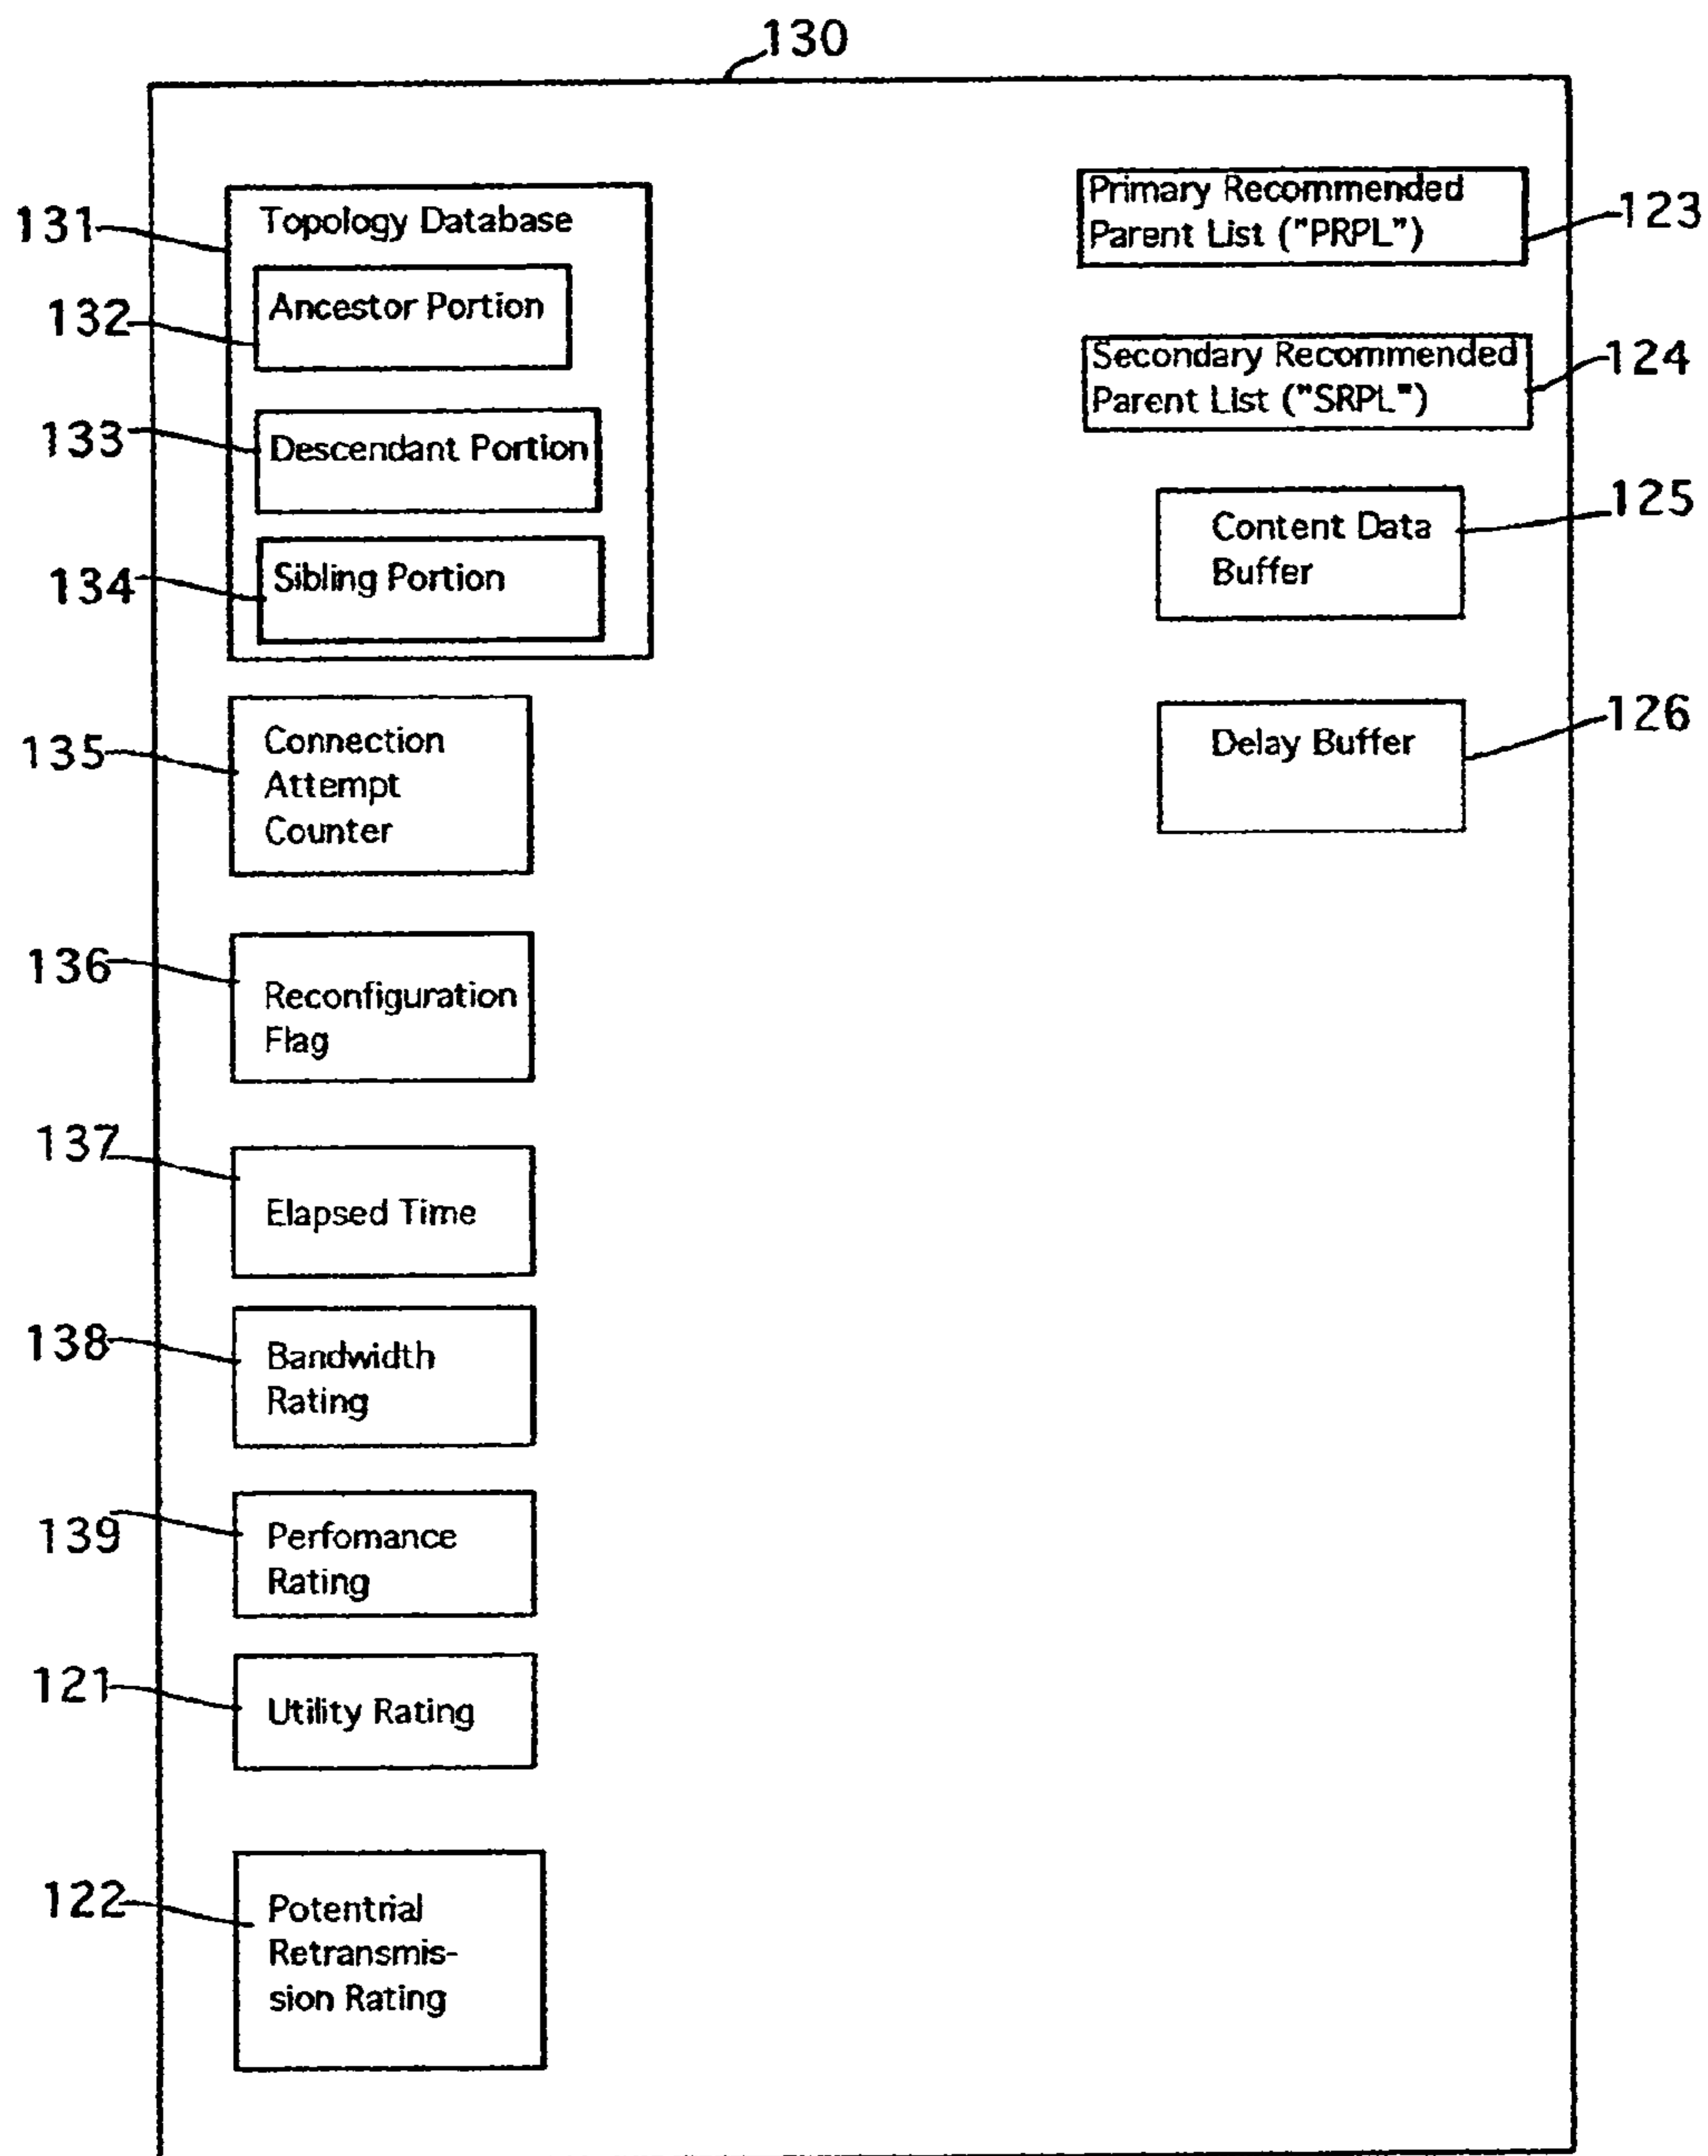 130
131
Topology Database
132
Ancestor Portion
133
Descendant Portion
134
Sibling Portion
135
Connection
Attempt
Counter
136
Reconfiguration
Flag
137
Elapsed Time
138
Bandwidth
Rating
139
Perfomance
Rating
121
Utility Rating
122
Potentrial
Retransmis-
sion Rating
Primary Recommended
Parent List ("PRPL")
123
Secondary Recommended
Parent List ("SRPL")
124
Content Data
Buffer
125
Delay Buffer
126